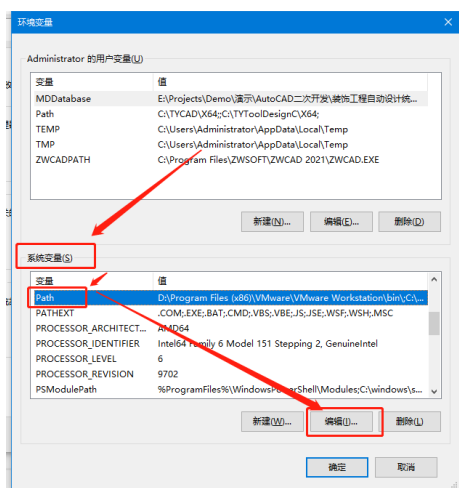 环境变量
Administrator 的用户变量(U)
变量 值
MDDatabase E:\Projects\Demo\演示\AutoCAD二次开发\装饰工程自动设计统...
Path C:\TYCAD\X64;;C:\TYToolDesignC\X64;
TEMP C:\Users\Administrator\AppData\Local\Temp
TMP C:\Users\Administrator\AppData\Local\Temp
ZWCADPATH C:\Program Files\ZWSOFT\ZWCAD 2021\ZWCAD.EXE
新建(N)... 编辑(E)... 删除(D)
系统变量(S)
变量 值
Path D:\Program Files (x86)\VMware\VMware Workstation\bin\;C:\...
PATHEXT .COM;.EXE;.BAT;.CMD;.VBS;.VBE;.JS;.JSE;.WSF;.WSH;.MSC
PROCESSOR_ARCHITECT... AMD64
PROCESSOR_IDENTIFIER Intel64 Family 6 Model 151 Stepping 2, GenuineIntel
PROCESSOR_LEVEL 6
PROCESSOR_REVISION 9702
PSModulePath %ProgramFiles%\WindowsPowerShell\Modules;C:\windows\s...
新建(W)... 编辑(I)... 删除(L)
确定 取消